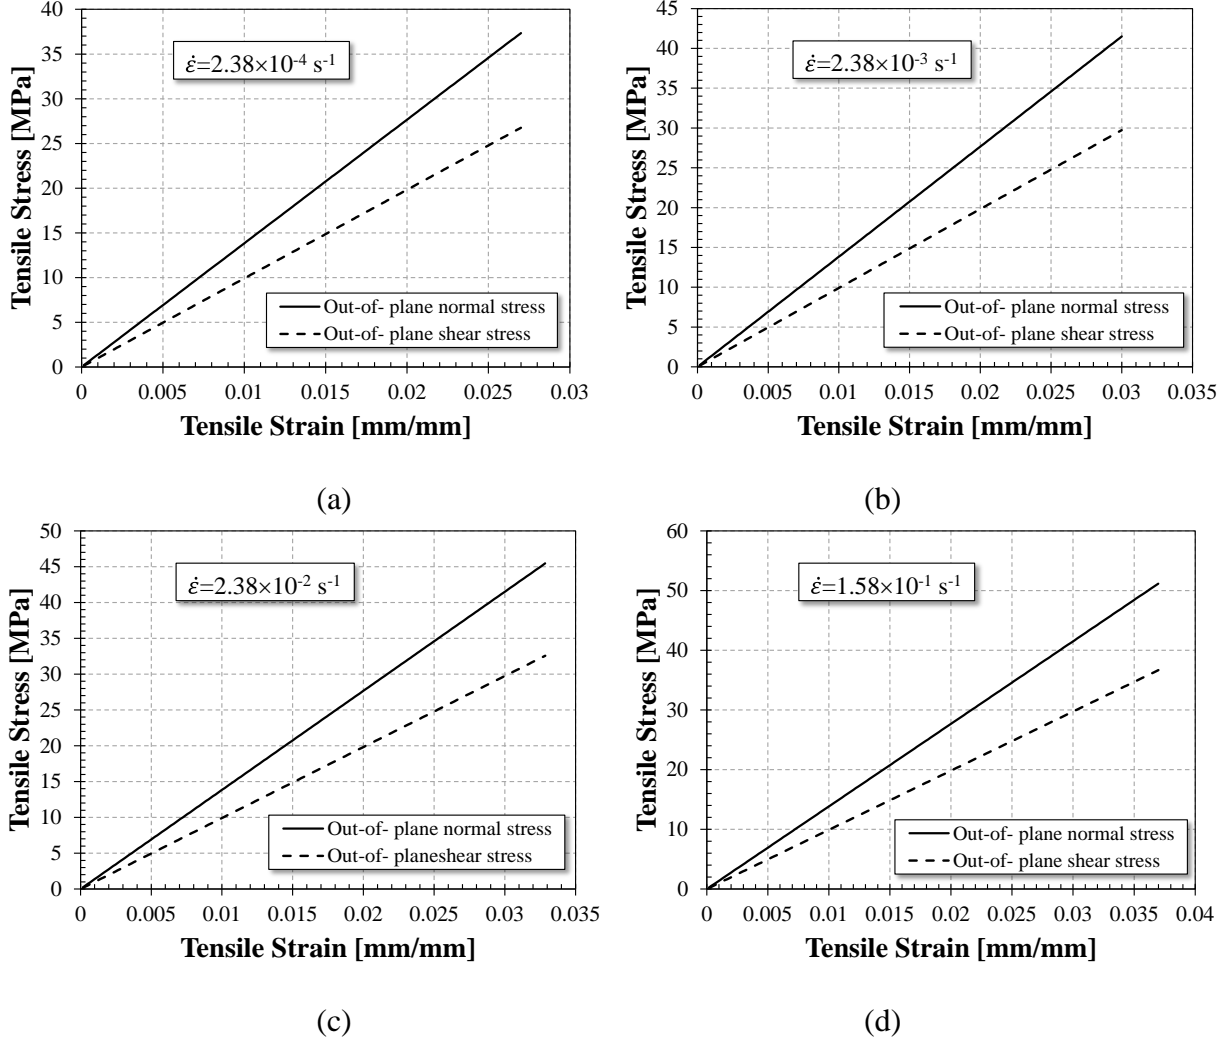 40
35
30
25
20
15
10
5
0
Tensile Stress [MPa]
ε̇=2.38×10⁻⁴ s⁻¹
Out-of- plane normal stress
Out-of- plane shear stress
0 0.005 0.01 0.015 0.02 0.025 0.03
Tensile Strain [mm/mm]
(a)
45
40
35
30
25
20
15
10
5
0
Tensile Stress [MPa]
ε̇=2.38×10⁻³ s⁻¹
Out-of- plane normal stress
Out-of- plane shear stress
0 0.005 0.01 0.015 0.02 0.025 0.03 0.035
Tensile Strain [mm/mm]
(b)
50
45
40
35
30
25
20
15
10
5
0
Tensile Stress [MPa]
ε̇=2.38×10⁻² s⁻¹
Out-of- plane normal stress
Out-of- planeshear stress
0 0.005 0.01 0.015 0.02 0.025 0.03 0.035
Tensile Strain [mm/mm]
(c)
60
50
40
30
20
10
0
Tensile Stress [MPa]
ε̇=1.58×10⁻¹ s⁻¹
Out-of- plane normal stress
Out-of- plane shear stress
0 0.005 0.01 0.015 0.02 0.025 0.03 0.035 0.04
Tensile Strain [mm/mm]
(d)